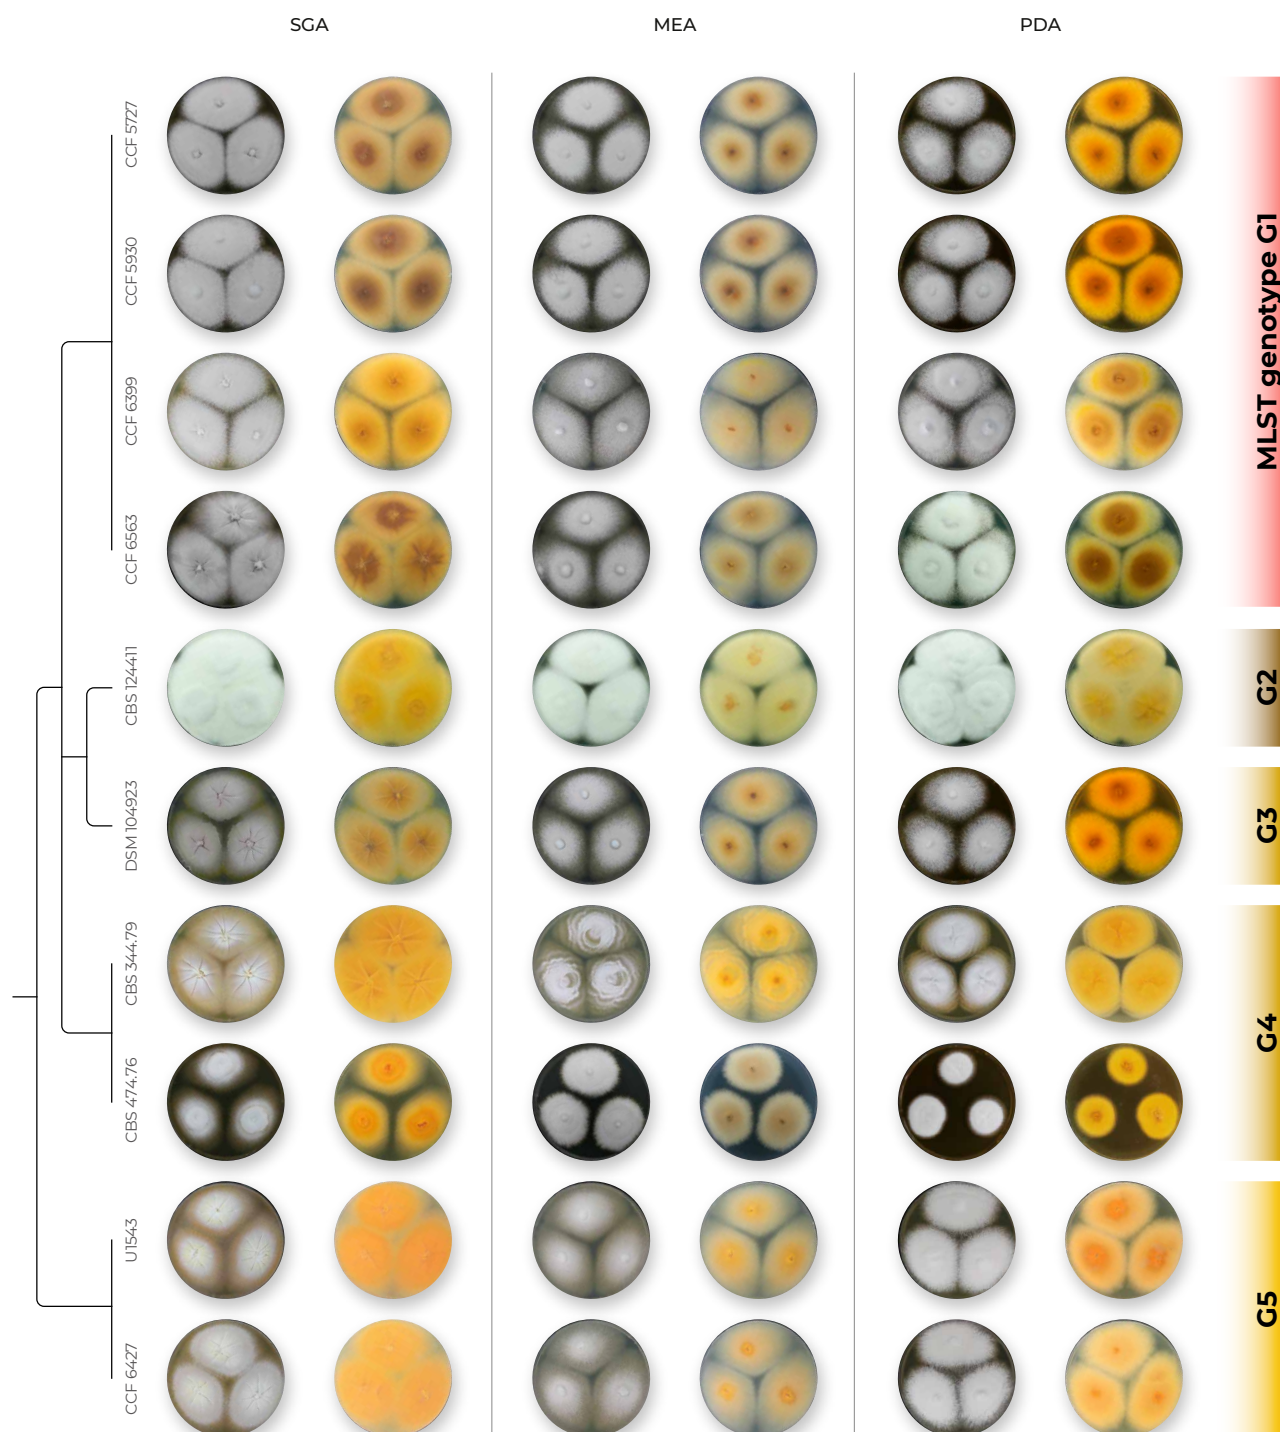 SGA
MEA
PDA
CCF 5727
CCF 5930
CCF 6399
CCF 6563
MLST genotype G1
CBS 124411
G2
DSM 104923
G3
CBS 344.79
CBS 474.76
G4
U1543
CCF 6427
G5